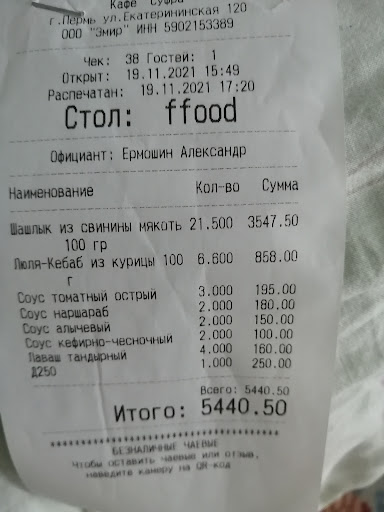 Кафе Суфра
г.Пермь ул.Екатерининская 120
ООО "Эмир" ИНН 5902153389
Чек: 38 Гостей: 1
Открыт: 19.11.2021 15:49
Распечатан: 19.11.2021 17:20
Стол: ffood
Официант: Ермошин Александр
Наименование Кол-во Сумма
Шашлык из свинины мякоть 21.500 3547.50
100 гр
Люля-Кебаб из курицы 100 6.600 858.00
г
Соус томатный острый 3.000 195.00
Соус наршараб 2.000 180.00
Соус алычевый 2.000 150.00
Соус кефирно-чесночный 2.000 100.00
Лаваш тандырный 4.000 160.00
Д250 1.000 250.00
Всего: 5440.50
Итого: 5440.50
БЕЗНАЛИЧНЫЕ ЧАЕВЫЕ
Чтобы оставить чаевые или отзыв,
наведите камеру на QR-код